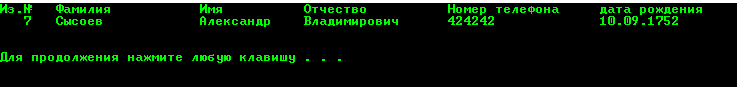 Из.№ Фамилия Имя Отчество Номер телефона дата рождения
7 Сысоев Александр Владимирович 424242 10.09.1752
Для продолжения нажмите любую клавишу . . .